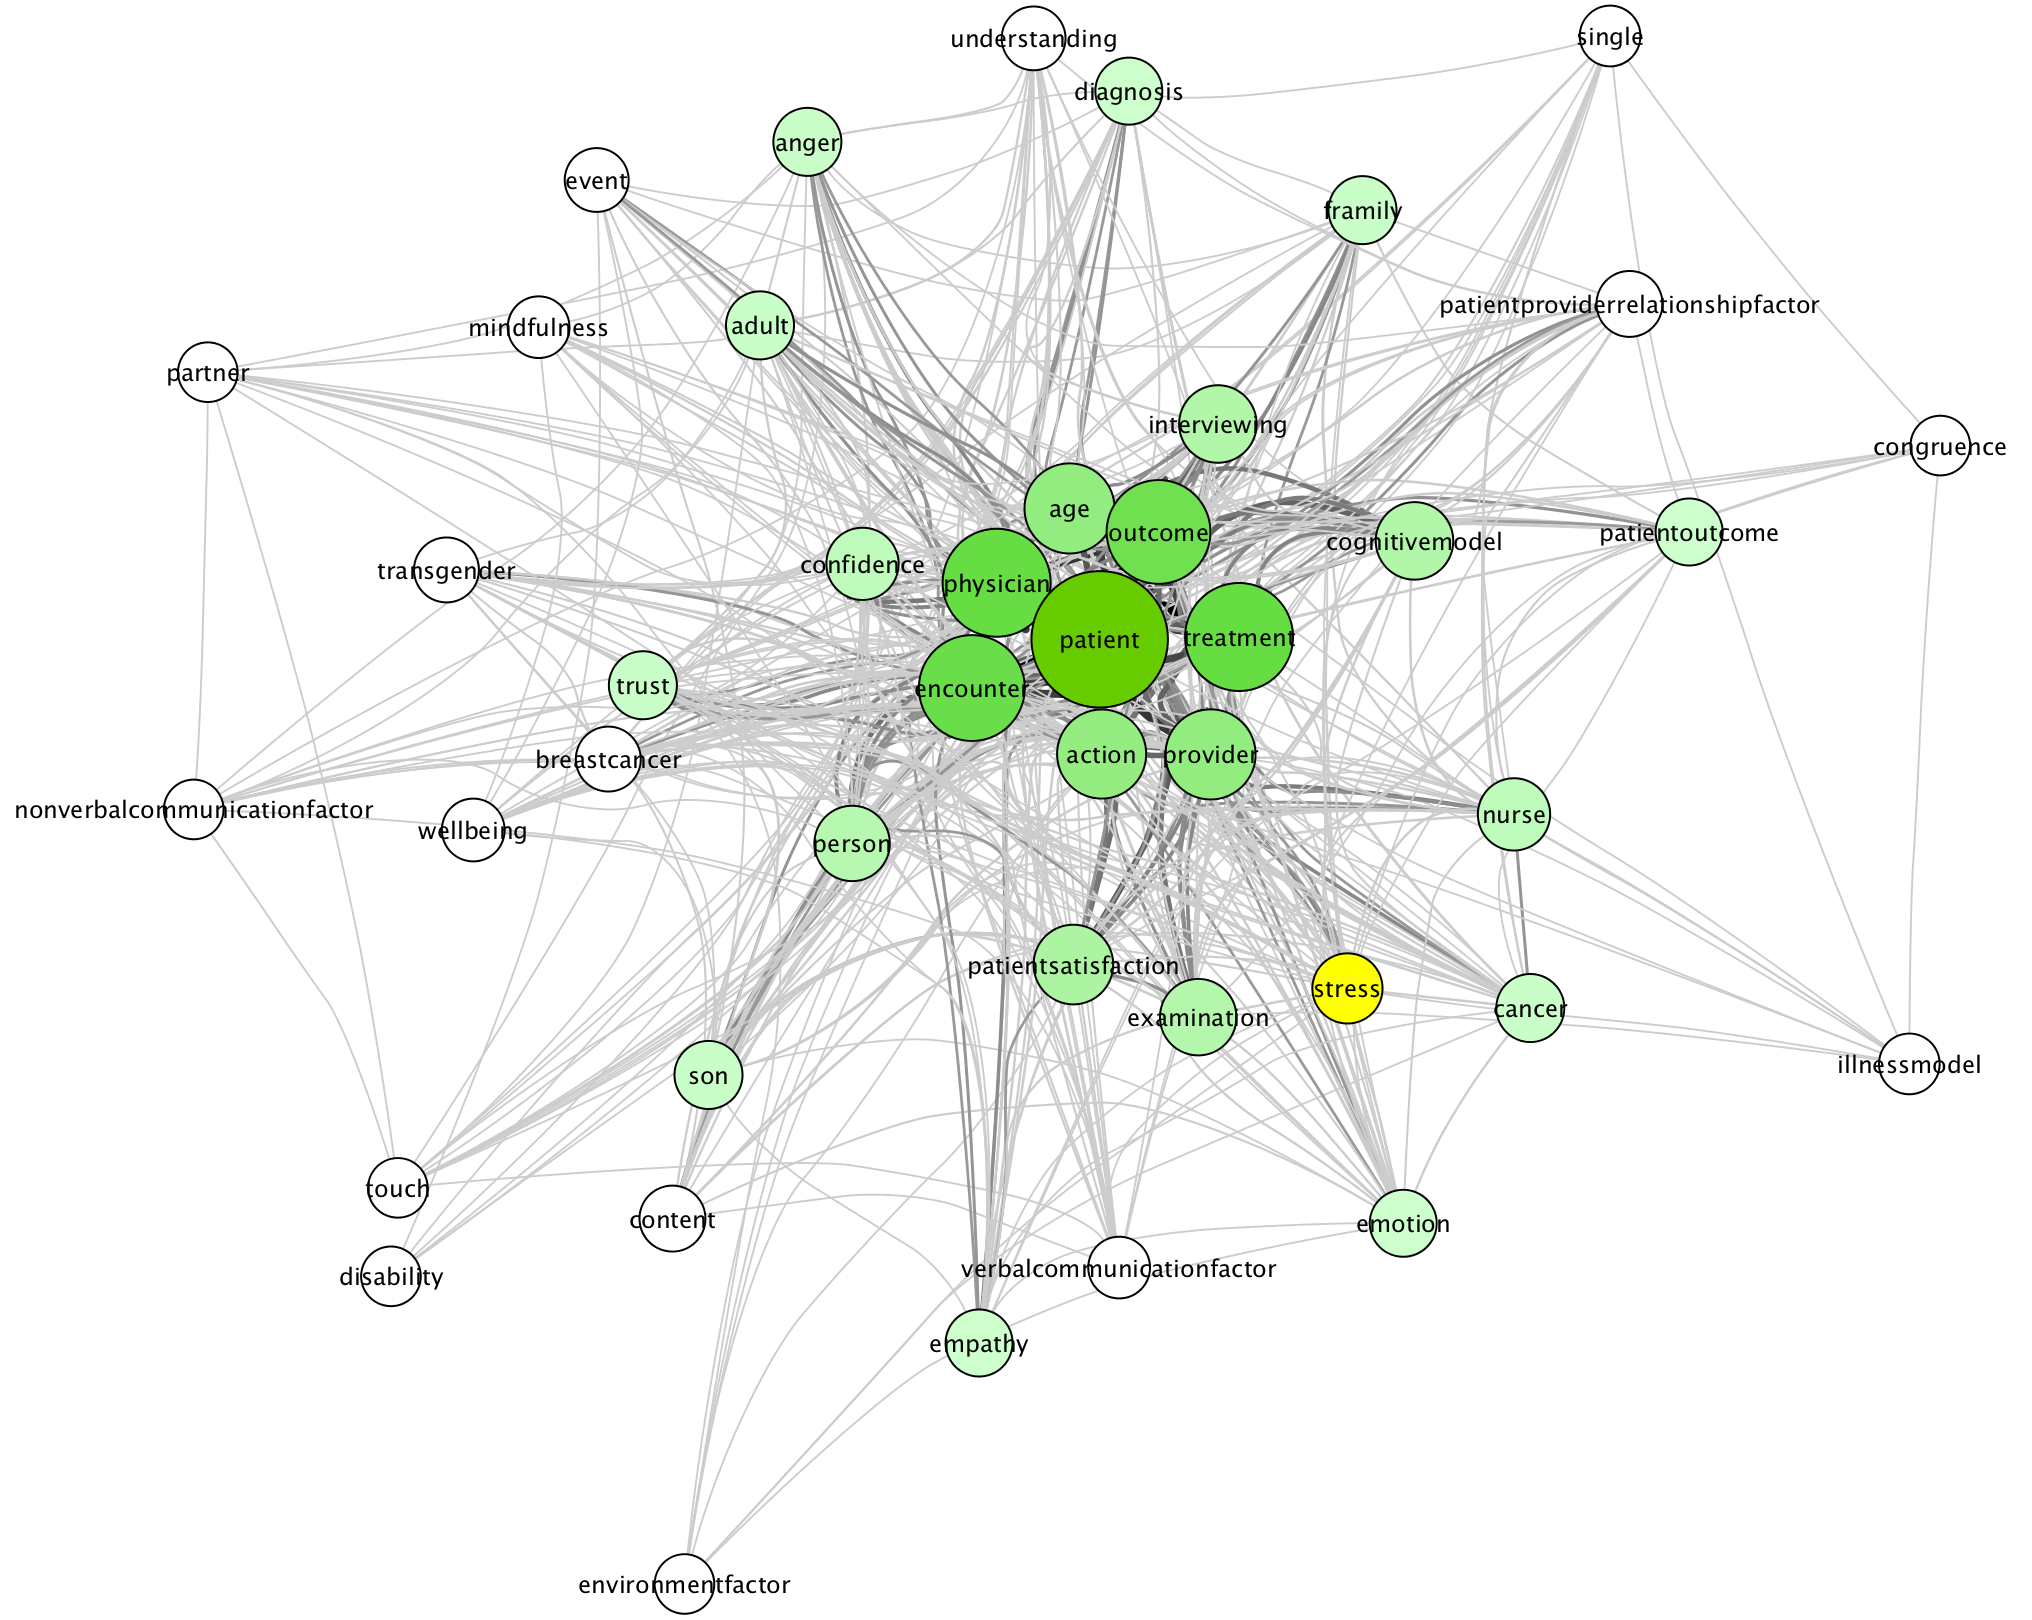 understanding
single
diagnosis
anger
event
framily
patientproviderrelationshipfactor
mindfulness
adult
partner
interviewing
congruence
age
outcome
patientoutcome
cognitivemodel
confidence
transgender
physician
patient
treatment
trust
encounter
action
provider
breastcancer
nonverbalcommunicationfactor
nurse
wellbeing
person
patientsatisfaction
stress
cancer
examination
illnessmodel
son
touch
content
emotion
verbalcommunicationfactor
disability
empathy
environmentfactor